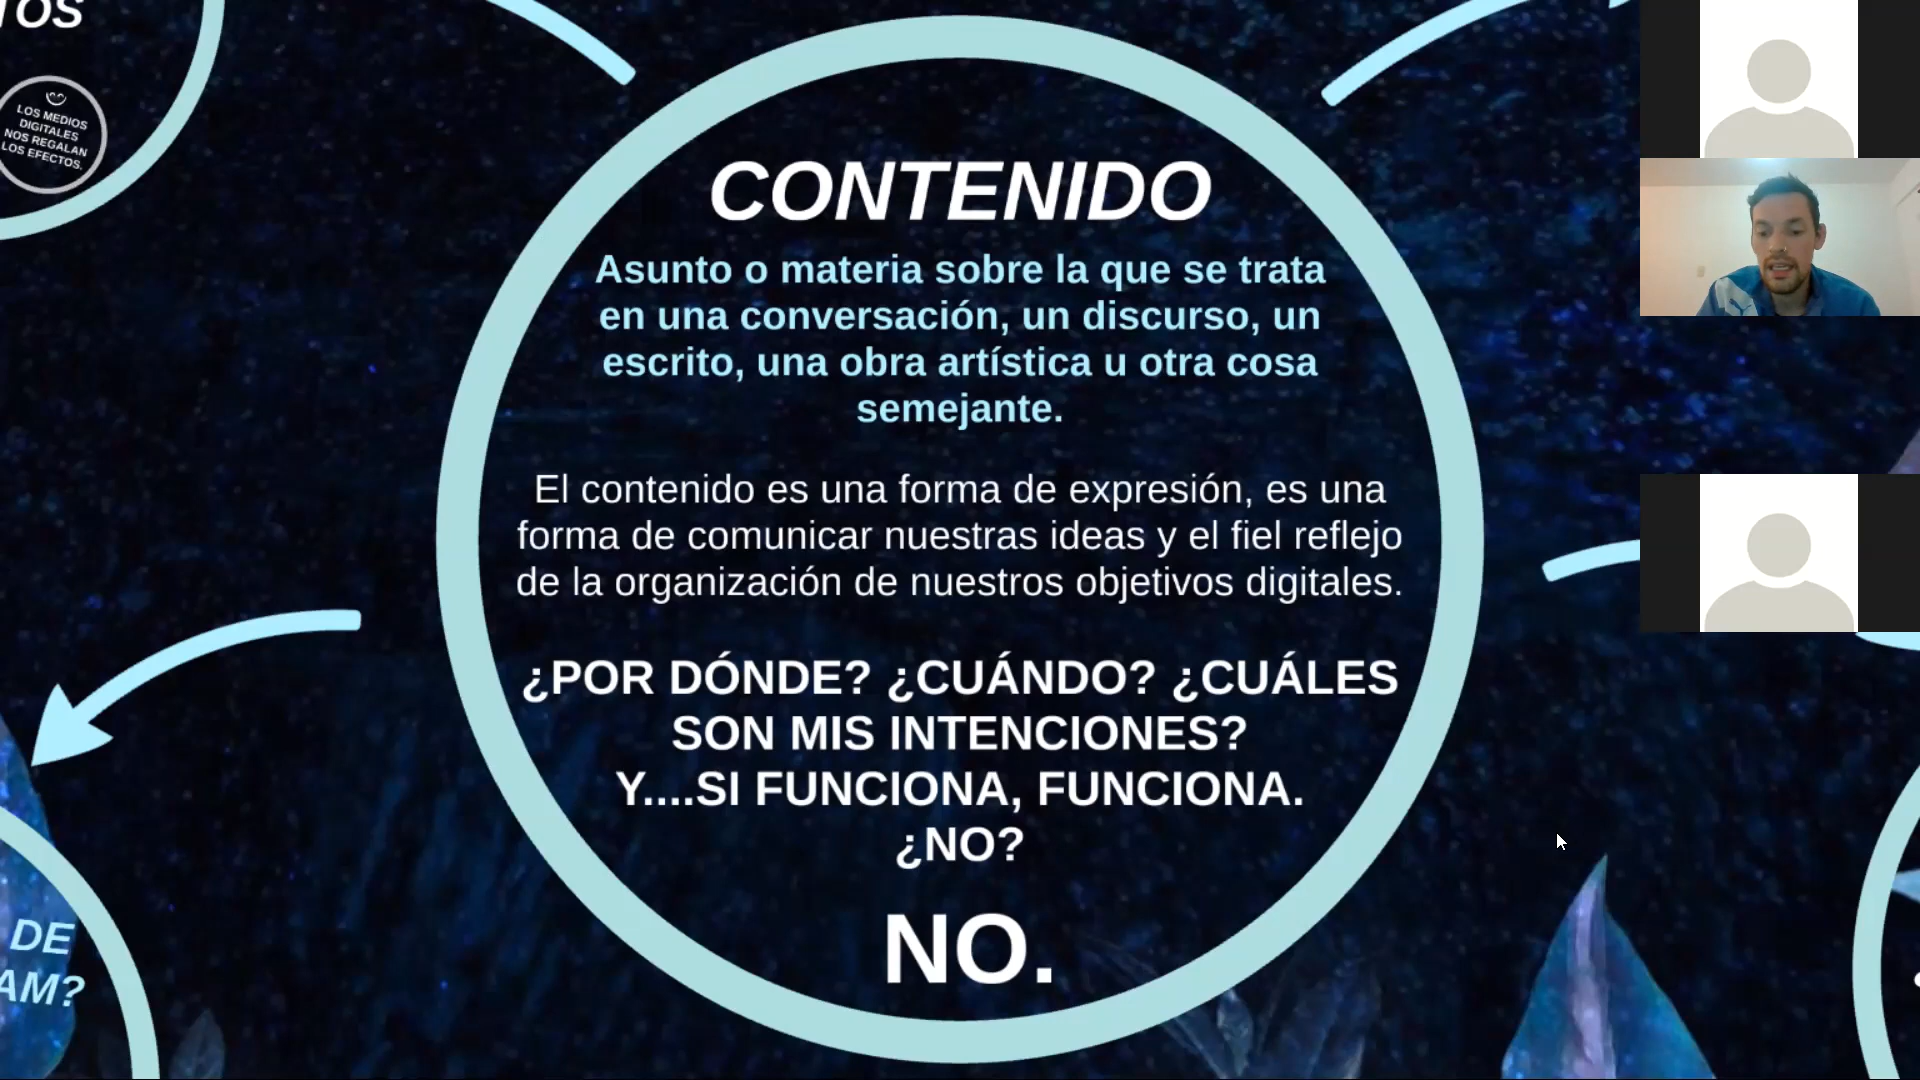 TOS
LOS MEDIOS
DIGITALES
NOS REGALAN
LOS EFECTOS.
CONTENIDO
Asunto o materia sobre la que se trata
en una conversación, un discurso, un
escrito, una obra artística u otra cosa
semejante.
El contenido es una forma de expresión, es una
forma de comunicar nuestras ideas y el fiel reflejo
de la organización de nuestros objetivos digitales.
¿POR DÓNDE? ¿CUÁNDO? ¿CUÁLES
SON MIS INTENCIONES?
Y....SI FUNCIONA, FUNCIONA.
¿NO?
NO.
DE
AM?